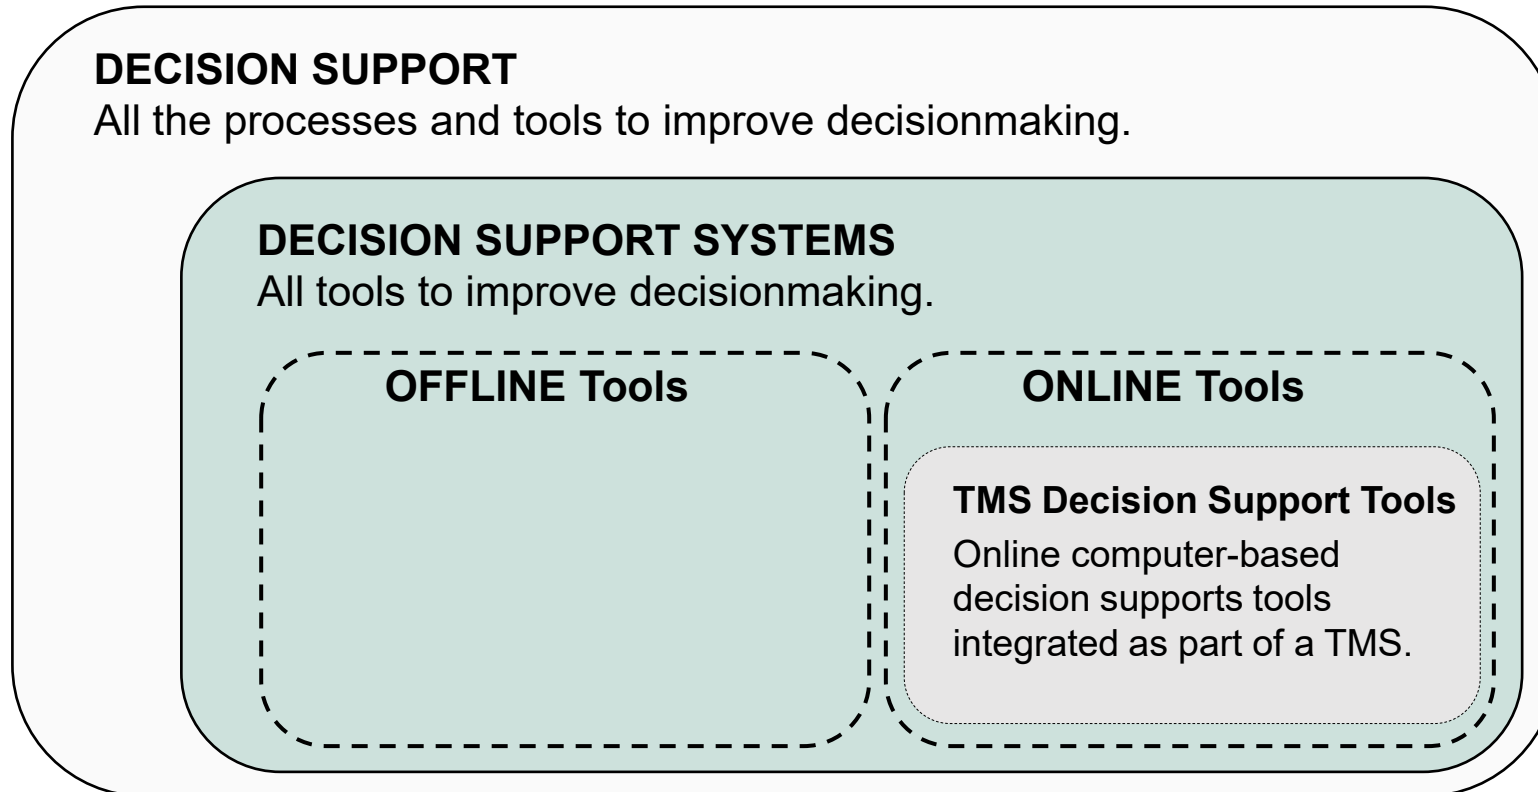 DECISION SUPPORT
All the processes and tools to improve decisionmaking.
DECISION SUPPORT SYSTEMS
All tools to improve decisionmaking.
OFFLINE Tools
ONLINE Tools
TMS Decision Support Tools
Online computer-based
decision supports tools
integrated as part of a TMS.